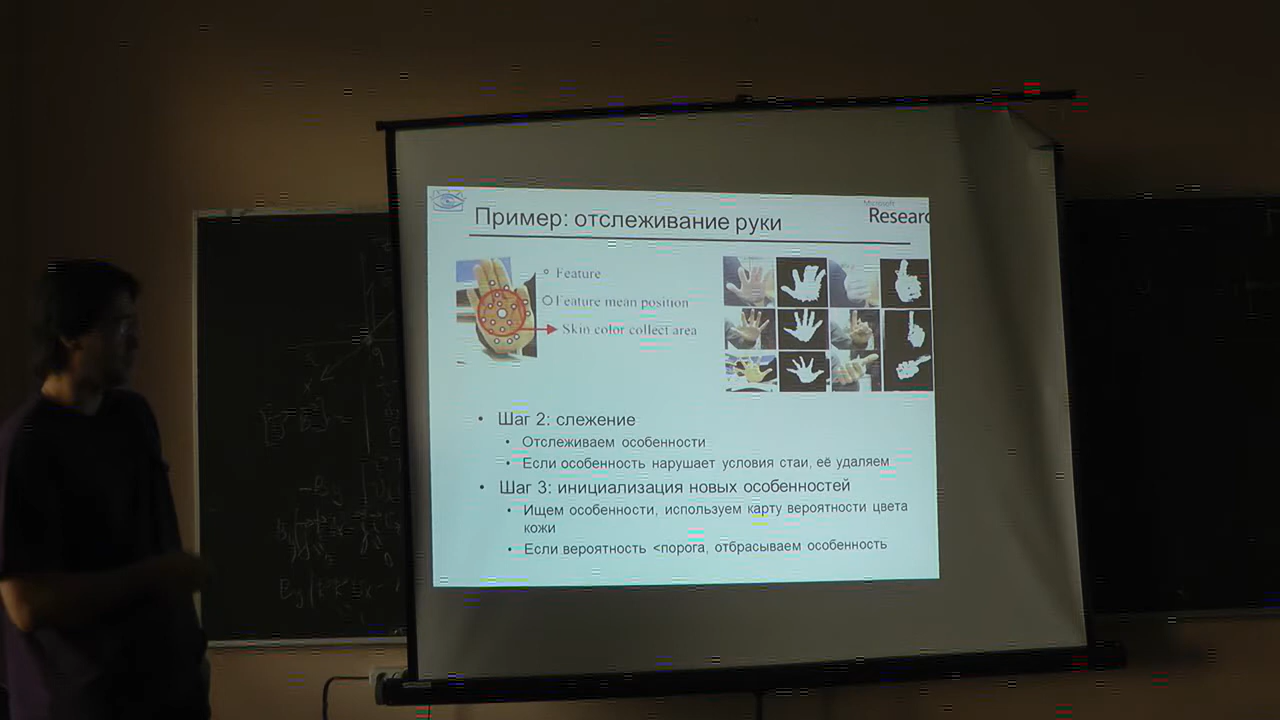 Microsoft
Researc
Пример: отслеживание руки
Feature
Feature mean position
Skin color collect area
• Шаг 2: слежение
• Отслеживаем особенности
• Если особенность нарушает условия стаи, её удаляем
• Шаг 3: инициализация новых особенностей
• Ищем особенности, используем карту вероятности цвета
кожи
• Если вероятность <порога, отбрасываем особенность